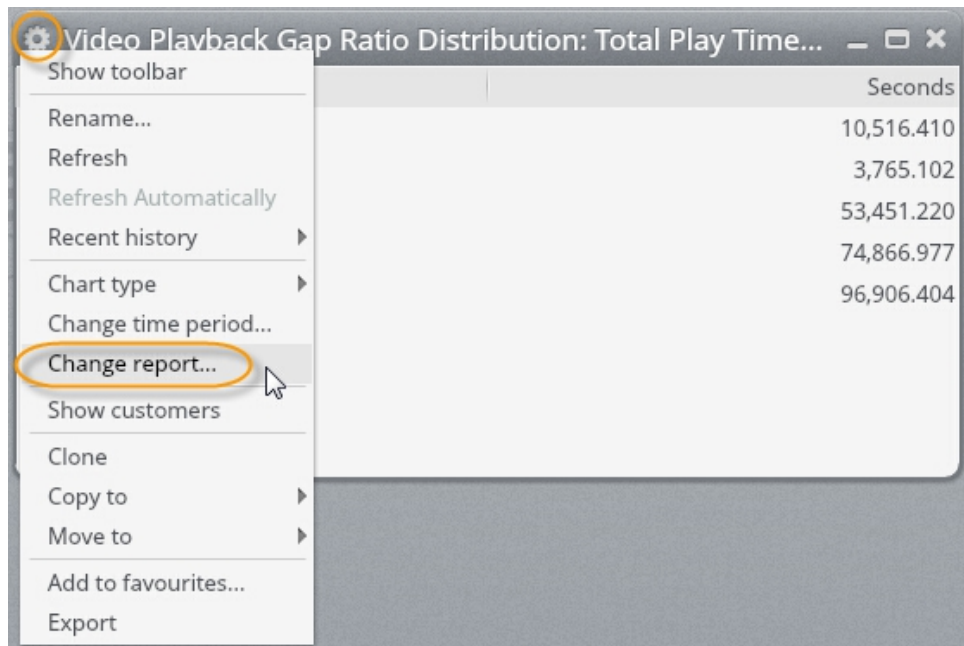 Video Playback Gap Ratio Distribution: Total Play Time...
Show toolbar
Rename...
Refresh
Refresh Automatically
Recent history
Chart type
Change time period...
Change report...
Show customers
Clone
Copy to
Move to
Add to favourites...
Export
Seconds
10,516.410
3,765.102
53,451.220
74,866.977
96,906.404